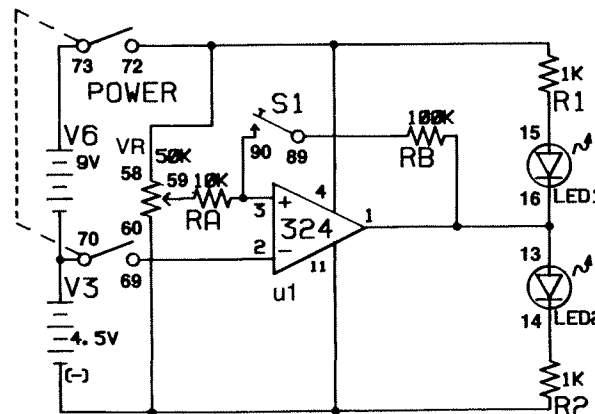 73
72
POWER
1K
R1
S1
V6
9V
VR
50K
58
59
10K
RA
90
89
100K
RB
15
16
LED1
3
+
4
324
1
2
-
11
u1
60
70
69
V3
4.5V
(-)
13
14
LED2
1K
R2